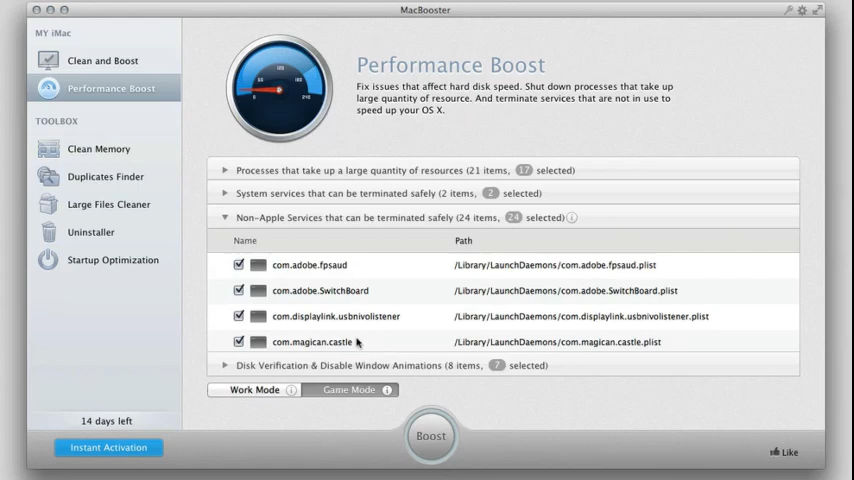 MacBooster
MY iMac
Clean and Boost
Performance Boost
TOOLBOX
Clean Memory
Duplicates Finder
Large Files Cleaner
Uninstaller
Startup Optimization
14 days left
Instant Activation
0 60 120 180 240
Performance Boost
Fix issues that affect hard disk speed. Shut down processes that take up
large quantity of resource. And terminate services that are not in use to
speed up your OS X.
Processes that take up a large quantity of resources (21 items, 17 selected)
System services that can be terminated safely (2 items, 2 selected)
Non-Apple Services that can be terminated safely (24 items, 24 selected) i
Name Path
com.adobe.fpsaud /Library/LaunchDaemons/com.adobe.fpsaud.plist
com.adobe.SwitchBoard /Library/LaunchDaemons/com.adobe.SwitchBoard.plist
com.displaylink.usbnivolistener /Library/LaunchDaemons/com.displaylink.usbnivolistener.plist
com.magican.castle /Library/LaunchDaemons/com.magican.castle.plist
Disk Verification & Disable Window Animations (8 items, 7 selected)
Work Mode i Game Mode i
Boost
Like